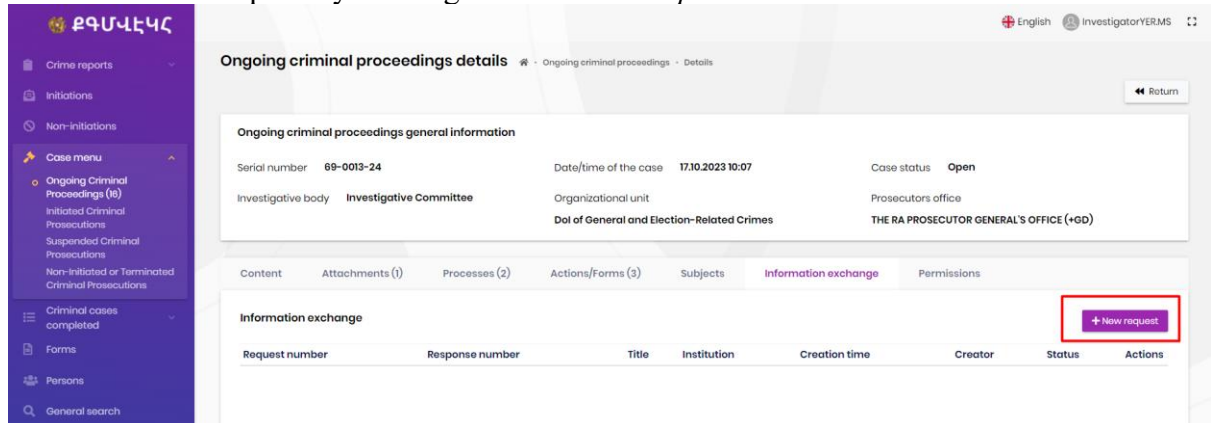 ՔԳՄՎԷԿՀ
English InvestigatorYER.MS
Ongoing criminal proceedings details - Ongoing criminal proceedings - Details
Return
Crime reports
Initiations
Non-initiations
Case menu
Ongoing Criminal
Proceedings (16)
Initiated Criminal
Prosecutions
Suspended Criminal
Prosecutions
Non-Initiated or Terminated
Criminal Prosecutions
Criminal cases
completed
Forms
Persons
General search
Ongoing criminal proceedings general information
Serial number 69-0013-24 Date/time of the case 17.10.2023 10:07 Case status Open
Investigative body Investigative Committee Organizational unit Prosecutors office
DoI of General and Election-Related Crimes THE RA PROSECUTOR GENERAL'S OFFICE (+GD)
Content Attachments (1) Processes (2) Actions/Forms (3) Subjects Information exchange Permissions
Information exchange
+ New request
Request number Response number Title Institution Creation time Creator Status Actions